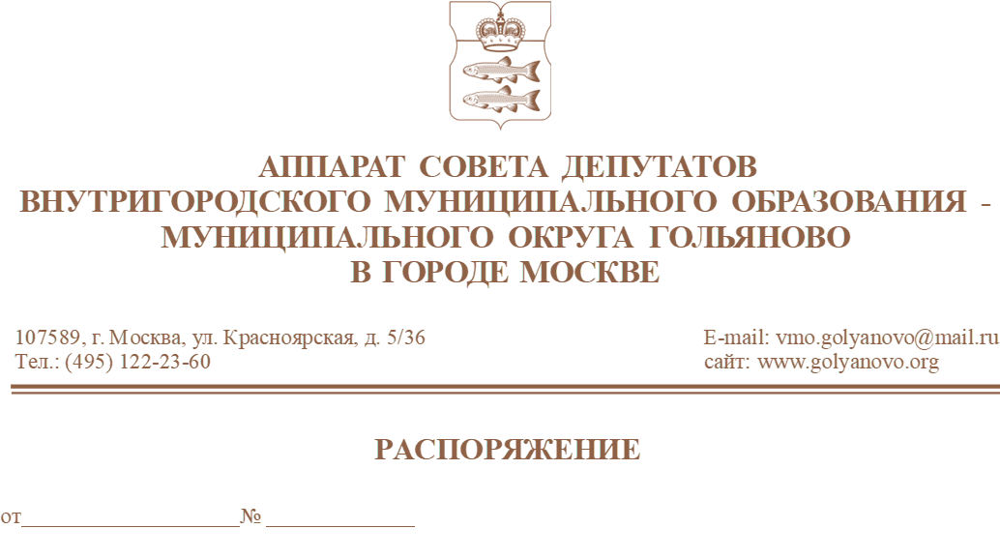 АППАРАТ СОВЕТА ДЕПУТАТОВ
ВНУТРИГОРОДСКОГО МУНИЦИПАЛЬНОГО ОБРАЗОВАНИЯ -
МУНИЦИПАЛЬНОГО ОКРУГА ГОЛЬЯНОВО
В ГОРОДЕ МОСКВЕ
107589, г. Москва, ул. Красноярская, д. 5/36 E-mail: vmo.golyanovo@mail.ru
Тел.: (495) 122-23-60 сайт: www.golyanovo.org
РАСПОРЯЖЕНИЕ
от____________________№ ______________